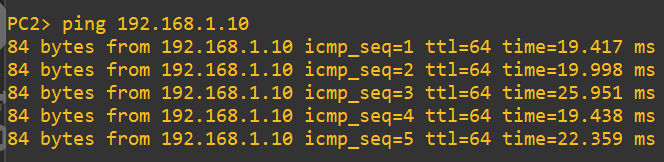 PC2> ping 192.168.1.10
84 bytes from 192.168.1.10 icmp_seq=1 ttl=64 time=19.417 ms
84 bytes from 192.168.1.10 icmp_seq=2 ttl=64 time=19.998 ms
84 bytes from 192.168.1.10 icmp_seq=3 ttl=64 time=25.951 ms
84 bytes from 192.168.1.10 icmp_seq=4 ttl=64 time=19.438 ms
84 bytes from 192.168.1.10 icmp_seq=5 ttl=64 time=22.359 ms